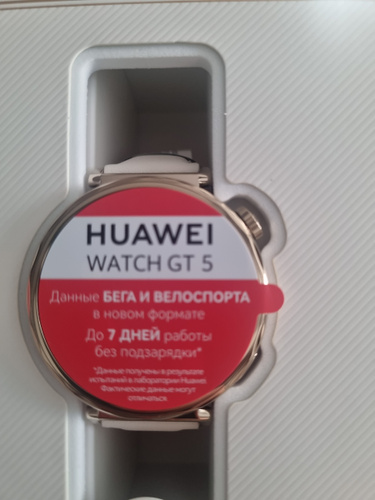 HUAWEI
WATCH GT 5
Данные БЕГА И ВЕЛОСПОРТА
в новом формате
До 7 ДНЕЙ работы
без подзарядки*
*Данные получены в результате
испытаний в лаборатории Huawei.
Фактические данные могут
отличаться.